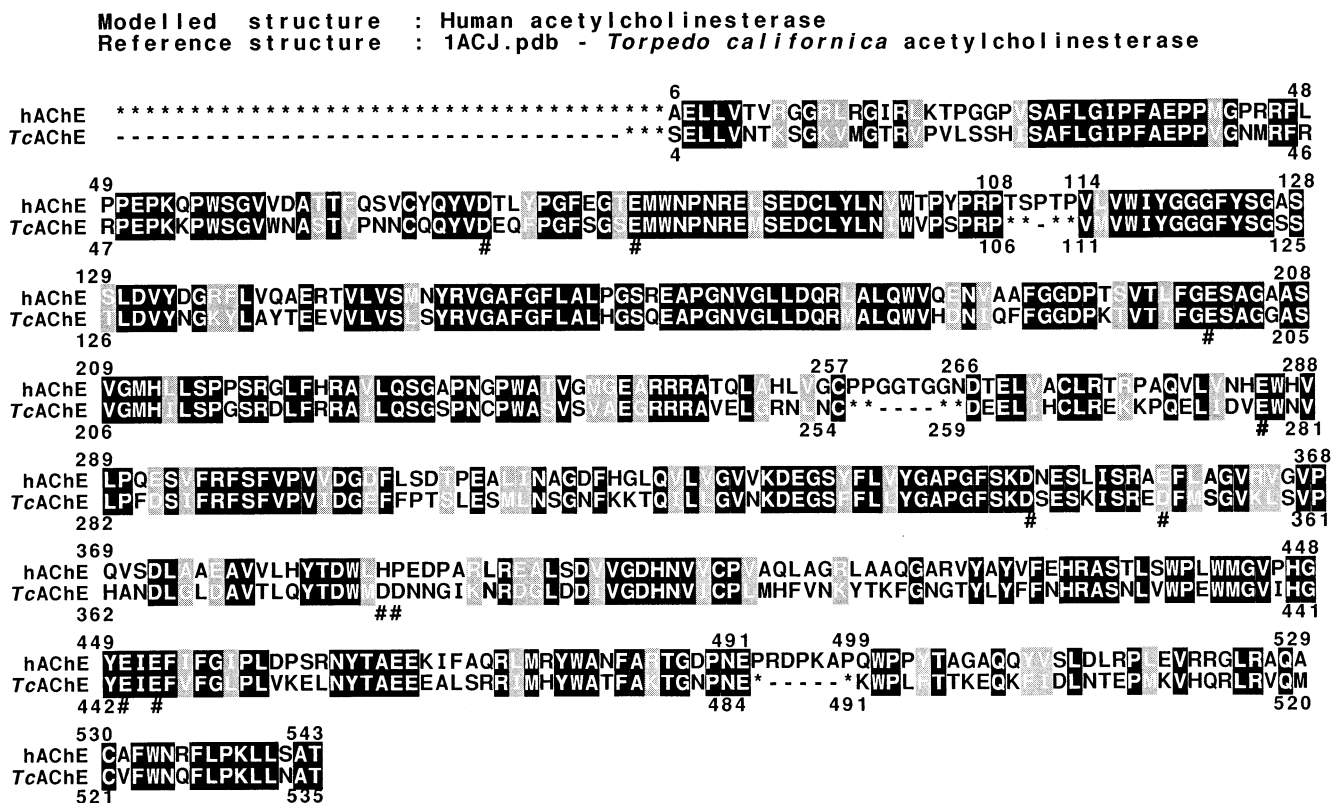 Modelled structure : Human acetylcholinesterase
Reference structure : 1ACJ.pdb - Torpedo californica acetylcholinesterase
6 48
hAChE *************************************AELLVTVRGGRLRGIRLKTPGGPVSAFLGIPFAEPPMGPRRFL
TcAChE ----------------------------------***SELLVNTKSGKVMGTRVPVLSSHISAFLGIPFAEPPVGNMRFR
4 46
49 108 114 128
hAChE PPEPKQPWSGVVDATTFQSVCYQYVDTLYPGFEGTEMWNPNRELSEDCLYLNVWTPYPRPTSPTPVLVWIYGGGFYSGAS
TcAChE RPEPKKPWSGVWNASTYPNNCQQYVDEQFPGFSGSEMWNPNREMSEDCLYLNIWVPSPRP**-**VMVWIYGGGFYSGSS
47 # # 106 111 125
129 208
hAChE SLDVYDGRFLVQAERTVLVSMNYRVGAFGFLALPGSREAPGNVGLLDQRLALQWVQENVAAFGGDPTSVTLFGESAGAAS
TcAChE TLDVYNGKYLAYTEEVVLVSLSYRVGAFGFLALHGSQEAPGNVGLLDQRMALQWVHDNIQFFGGDPKTVTIFGESAGGAS
126 # 205
209 257 266 288
hAChE VGMHLLSPPSRGLFHRAVLQSGAPNGPWATVGMGEARRRATQLAHLVGCPPGGTGGNDTELVACLRTRPAQVLVNHEWHV
TcAChE VGMHILSPGSRDLFRRAILQSGSPNCPWASVSVAEGRRRAVELGRNLNC**----**DEELIHCLREKKPQELIDVEWNV
206 254 259 # 281
289 368
hAChE LPQESVFRFSFVPVVDGDFLSDTPEALINAGDFHGLQVLVGVVKDEGSYFLVYGAPGFSKDNESLISRAEFLAGVRVGVP
TcAChE LPFDSIFRFSFVPVIDGEFFPTSLESMLNSGNFKKTQILLGVNKDEGSFFLLYGAPGFSKDSESKISREDFMSGVKLSVP
282 # # 361
369 448
hAChE QVSDLAAEAVVLHYTDWLHPEDPARLREALSDVVGDHNVVCPVAQLAGRLAAQGARVYAYVFEHRASTLSWPLWMGVPHG
TcAChE HANDLGLDAVTLQYTDWMDDNNGIKNRDGLDDIVGDHNVICPLMHFVNKYTKFGNGTYLYFFNHRASNLVWPEWMGVIHG
362 ## 441
449 491 499 529
hAChE YEIEFIFGIPLDPSRNYTAEEKIFAQRLMRYWANFARTGDPNEPRDPKAPQWPPYTAGAQQYVSLDLRPLEVRRGLRAQA
TcAChE YEIEFVFGLPLVKELNYTAEEEALSRRIMHYWATFAKTGNPNE*-----*KWPLFTTKEQKFIDLNTEPMKVHQRLRVQM
442# # 484 491 520
530 543
hAChE CAFWNRFLPKLLSAT
TcAChE CVFWNQFLPKLLNAT
521 535